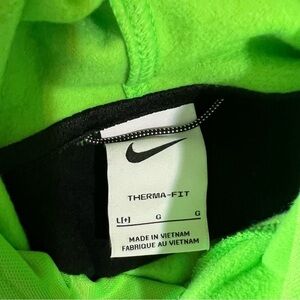 THERMA-FIT
L[+] G G
MADE IN VIETNAM
FABRIQUE AU VIETNAM